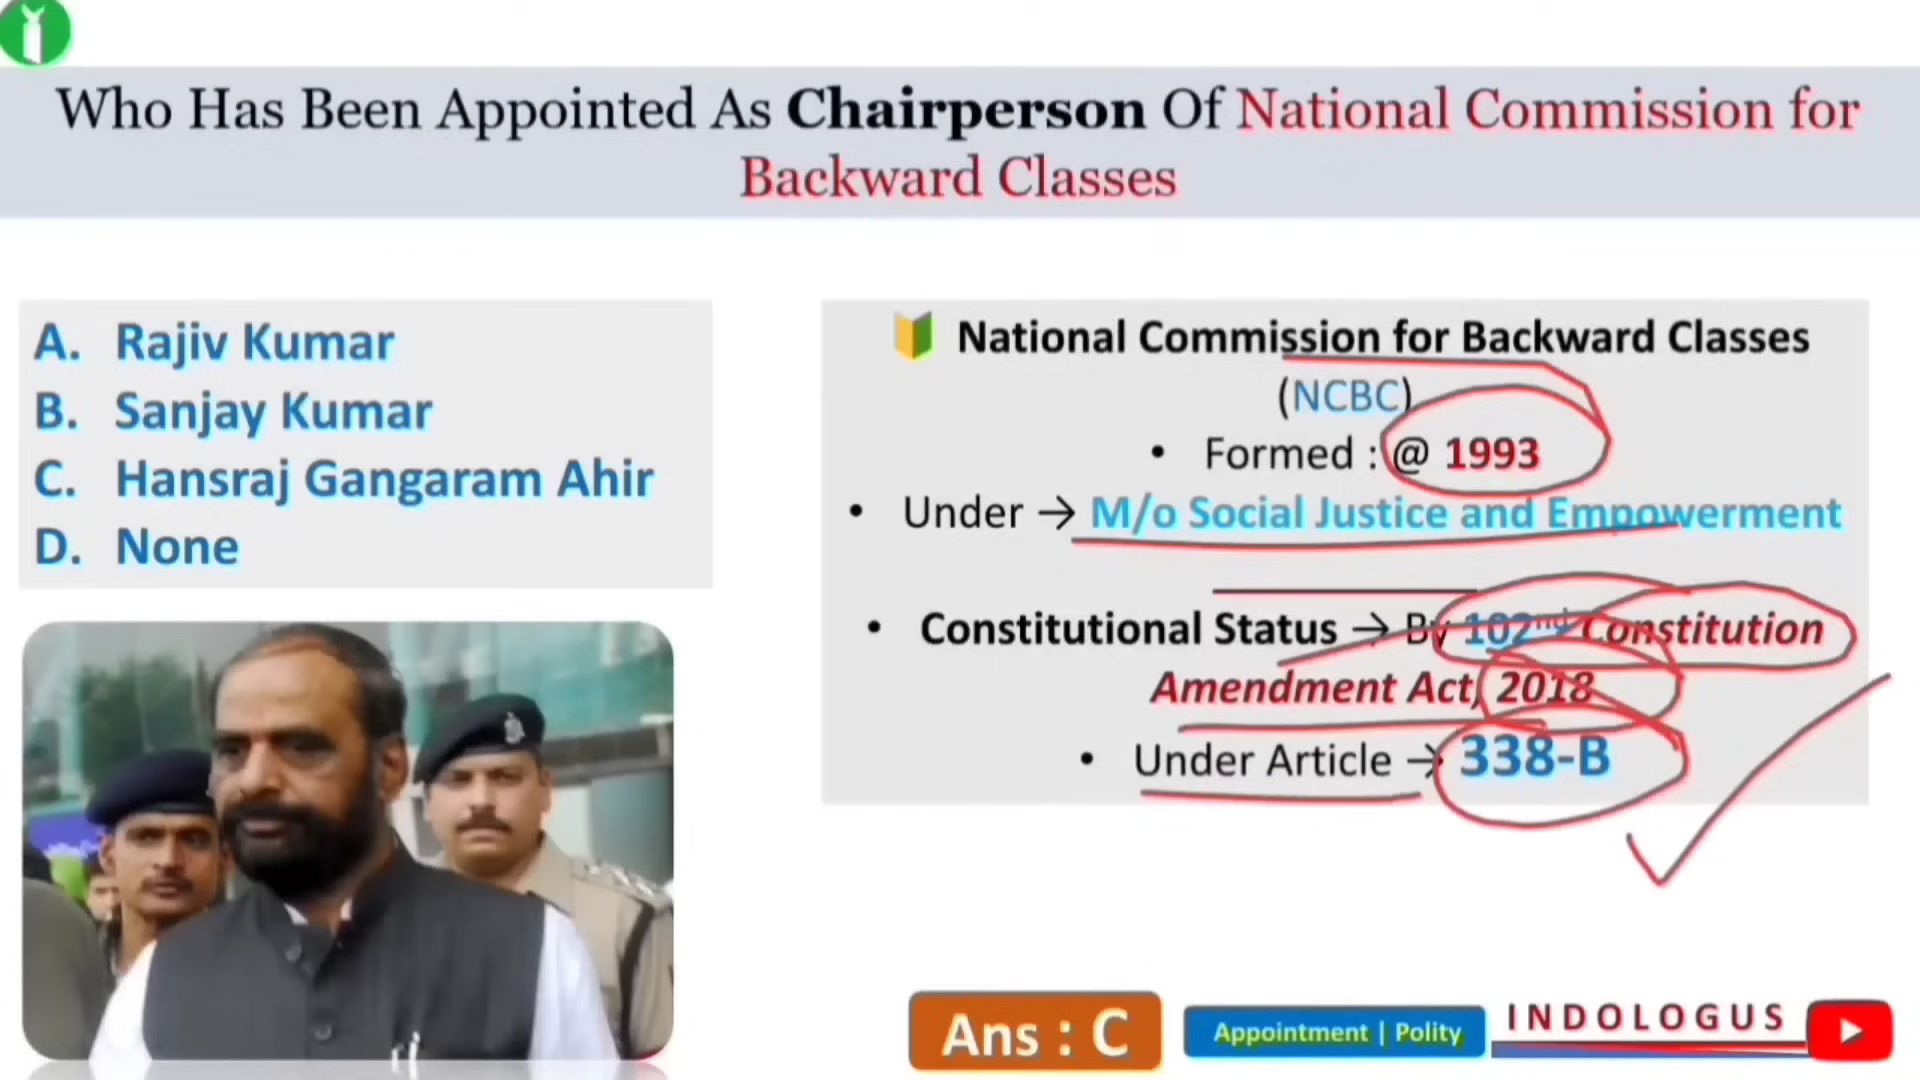 Who Has Been Appointed As Chairperson Of National Commission for
Backward Classes
A. Rajiv Kumar
B. Sanjay Kumar
C. Hansraj Gangaram Ahir
D. None
National Commission for Backward Classes
(NCBC)
• Formed : @ 1993
• Under → M/o Social Justice and Empowerment
• Constitutional Status → By 102nd Constitution
Amendment Act, 2018
• Under Article → 338-B
Ans : C
Appointment | Polity
INDOLOGUS